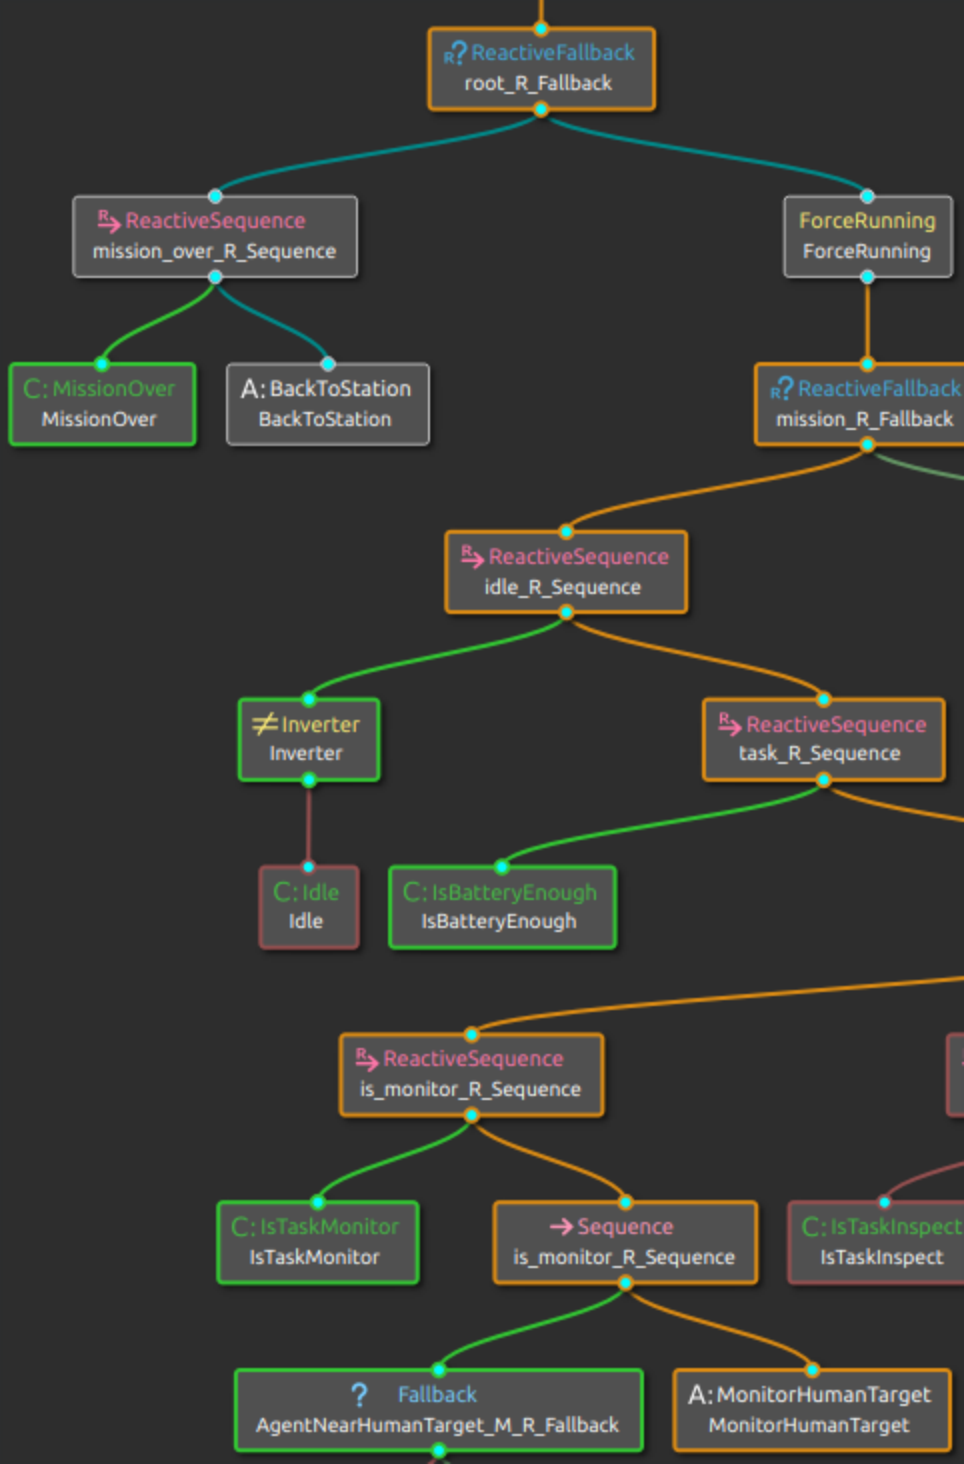 R? ReactiveFallback
root_R_Fallback
R ReactiveSequence
mission_over_R_Sequence
ForceRunning
ForceRunning
C: MissionOver
MissionOver
A: BackToStation
BackToStation
R? ReactiveFallback
mission_R_Fallback
R ReactiveSequence
idle_R_Sequence
≠ Inverter
Inverter
R ReactiveSequence
task_R_Sequence
C: Idle
Idle
C: IsBatteryEnough
IsBatteryEnough
R ReactiveSequence
is_monitor_R_Sequence
C: IsTaskMonitor
IsTaskMonitor
→ Sequence
is_monitor_R_Sequence
C: IsTaskInspect
IsTaskInspect
? Fallback
AgentNearHumanTarget_M_R_Fallback
A: MonitorHumanTarget
MonitorHumanTarget